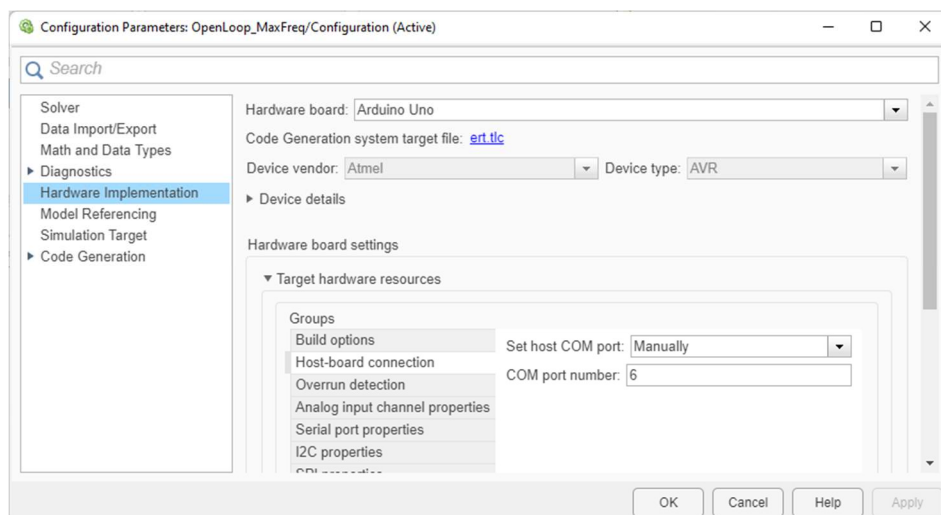 Configuration Parameters: OpenLoop_MaxFreq/Configuration (Active)
Search
Solver
Data Import/Export
Math and Data Types
Diagnostics
Hardware Implementation
Model Referencing
Simulation Target
Code Generation
Hardware board: Arduino Uno
Code Generation system target file: ert.tlc
Device vendor: Atmel Device type: AVR
Device details
Hardware board settings
Target hardware resources
Groups
Build options
Host-board connection
Overrun detection
Analog input channel properties
Serial port properties
I2C properties
SPI properties
Set host COM port: Manually
COM port number: 6
OK Cancel Help Apply